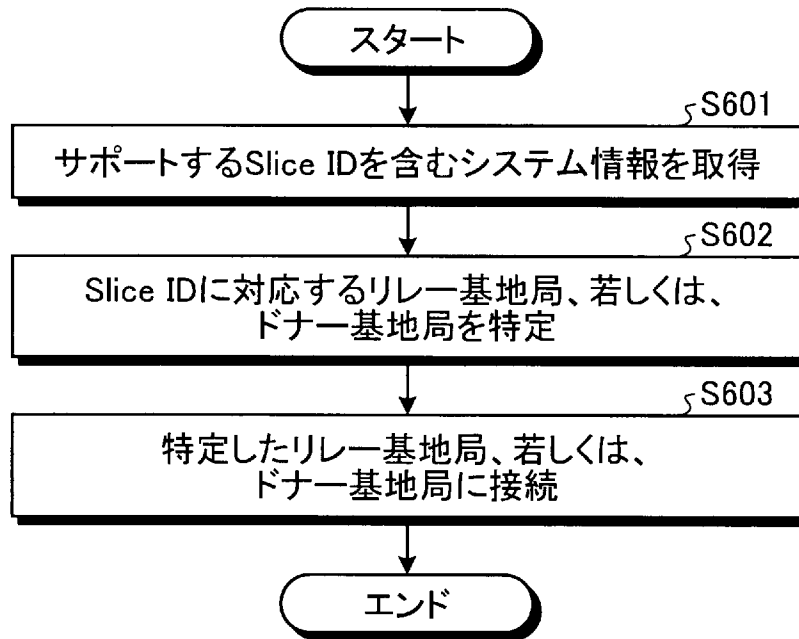 スタート
S601
サポートするSlice IDを含むシステム情報を取得
S602
Slice IDに対応するリレー基地局、若しくは、
ドナー基地局を特定
S603
特定したリレー基地局、若しくは、
ドナー基地局に接続
エンド